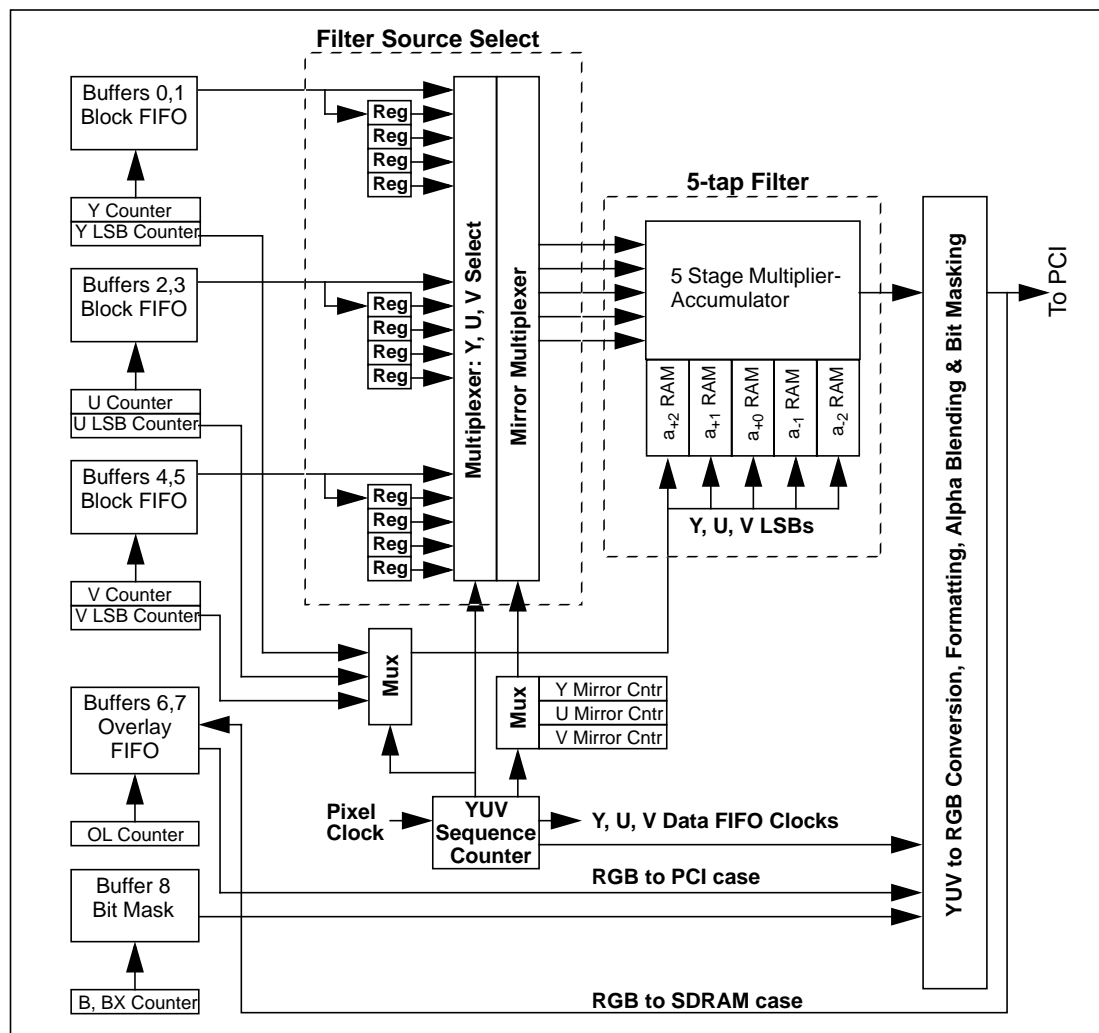 Filter Source Select
Buffers 0,1
Block FIFO
Reg
Reg
Reg
Reg
Y Counter
Y LSB Counter
Buffers 2,3
Block FIFO
Reg
Reg
Reg
Reg
U Counter
U LSB Counter
Buffers 4,5
Block FIFO
Reg
Reg
Reg
Reg
V Counter
V LSB Counter
Multiplexer: Y, U, V Select
Mirror Multiplexer
5-tap Filter
5 Stage Multiplier-
Accumulator
a+2 RAM
a+1 RAM
a+0 RAM
a-1 RAM
a-2 RAM
Y, U, V LSBs
YUV to RGB Conversion, Formatting, Alpha Blending & Bit Masking
To PCI
Mux
Mux
Y Mirror Cntr
U Mirror Cntr
V Mirror Cntr
Buffers 6,7
Overlay
FIFO
OL Counter
Pixel
Clock
YUV
Sequence
Counter
Y, U, V Data FIFO Clocks
RGB to PCI case
Buffer 8
Bit Mask
B, BX Counter
RGB to SDRAM case